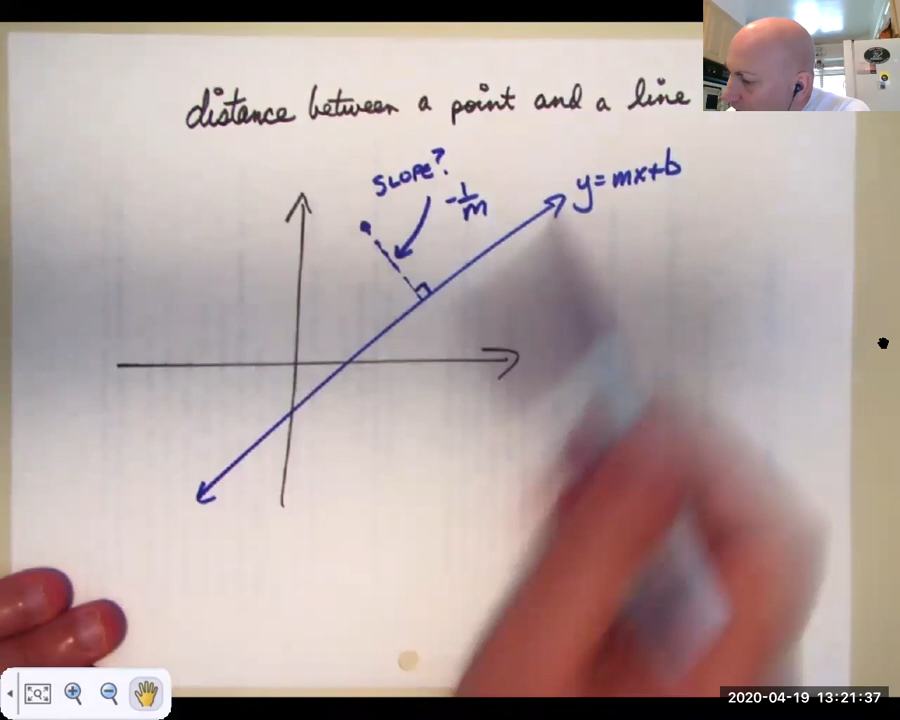 distance between a point and a line
SLOPE?
-1/m
y=mx+b
2020-04-19 13:21:37